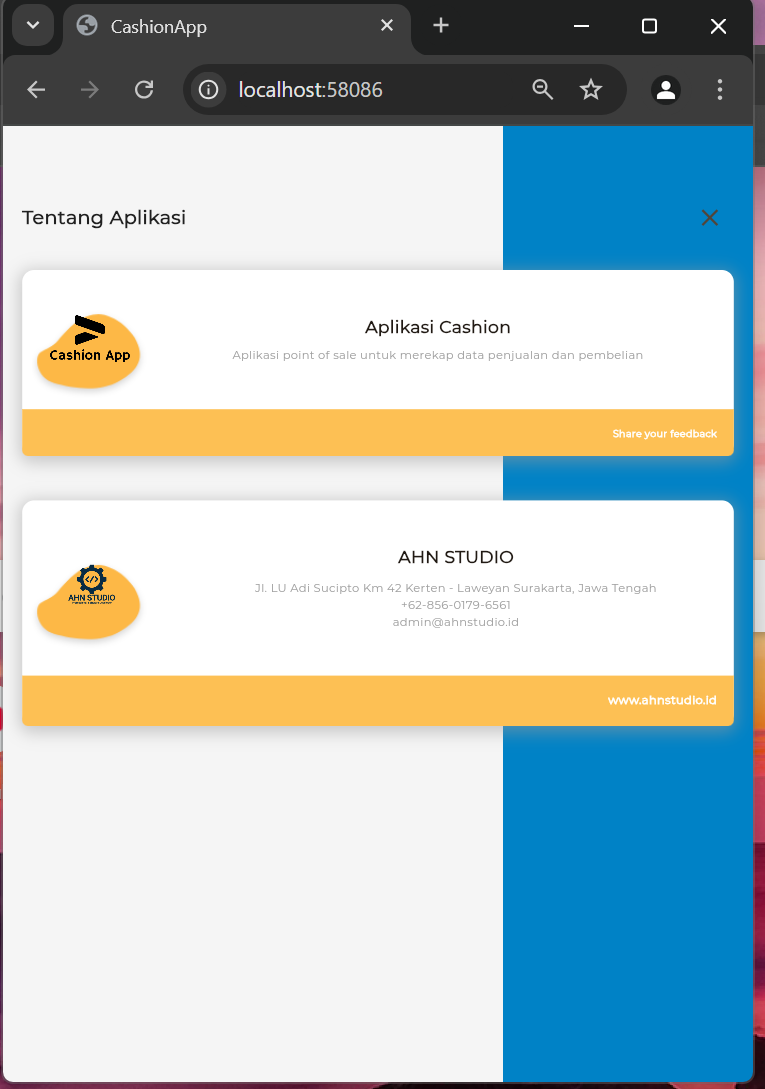 CashionApp
localhost:58086
Tentang Aplikasi
Cashion App
Aplikasi Cashion
Aplikasi point of sale untuk merekap data penjualan dan pembelian
Share your feedback
AHN STUDIO
AHN STUDIO
Jl. LU Adi Sucipto Km 42 Kerten - Laweyan Surakarta, Jawa Tengah
+62-856-0179-6561
admin@ahnstudio.id
www.ahnstudio.id